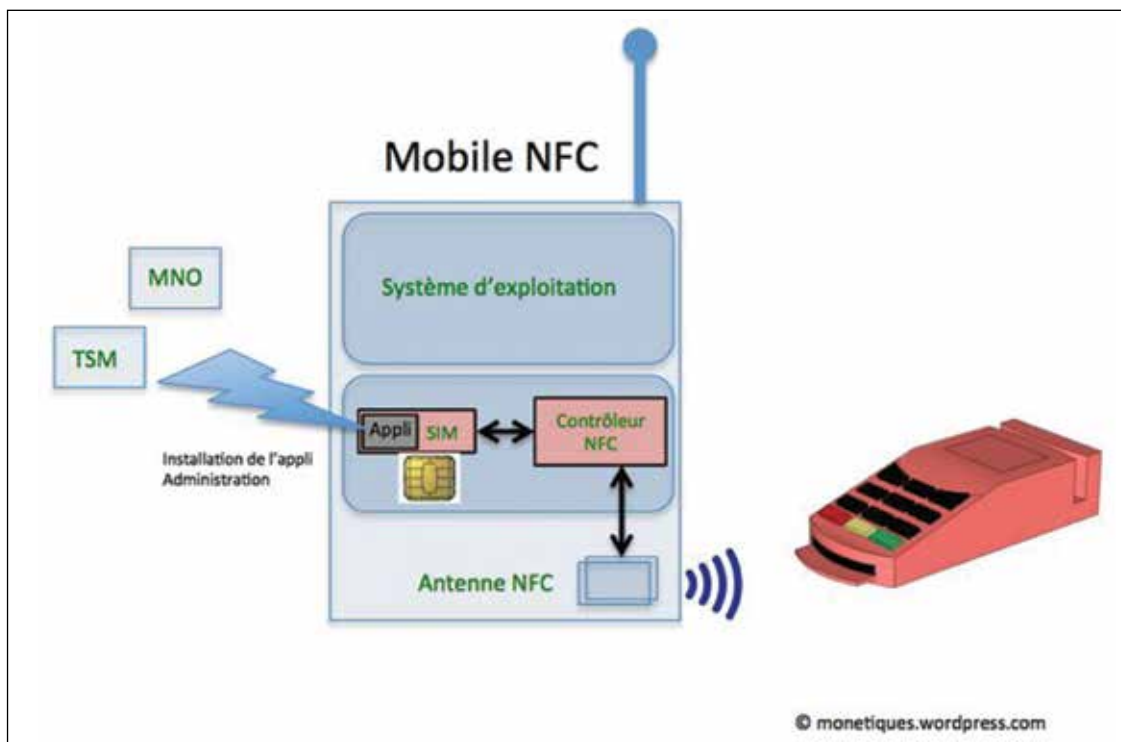 Mobile NFC
Système d'exploitation
MNO
TSM
Appli
SIM
Contrôleur
NFC
Installation de l'appli
Administration
Antenne NFC
© monetiques.wordpress.com